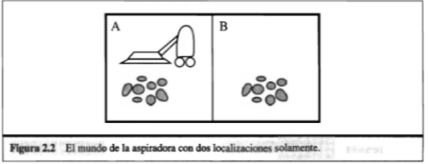 A
B
Figura 2.2 El mundo de la aspiradora con dos localizaciones solamente.